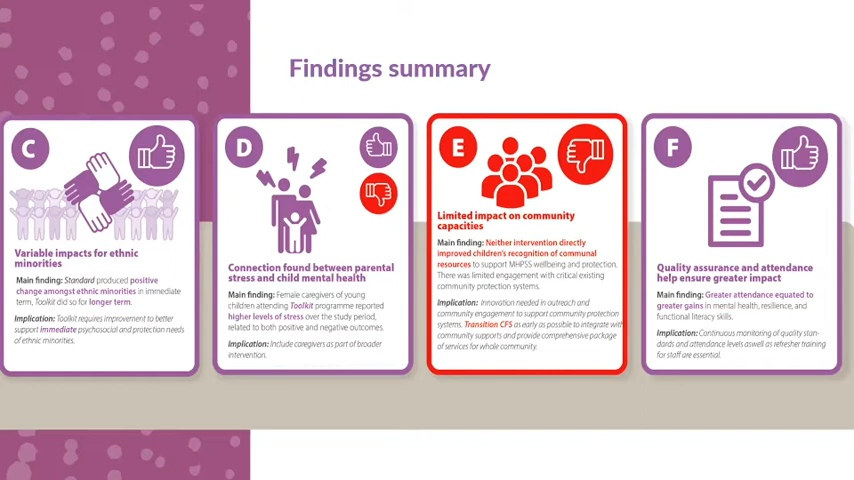 Findings summary
C
Variable impacts for ethnic
minorities
Main finding: Standard produced positive
change amongst ethnic minorities in immediate
term, Toolkit did so for longer term.
Implication: Toolkit requires improvement to better
support immediate psychosocial and protection needs
of ethnic minorities.
D
Connection found between parental
stress and child mental health
Main finding: Female caregivers of young
children attending Toolkit programme reported
higher levels of stress over the study period,
related to both positive and negative outcomes.
Implication: Include caregivers as part of broader
intervention.
E
Limited impact on community
capacities
Main finding: Neither intervention directly
improved children's recognition of communal
resources to support MHPSS wellbeing and protection.
There was limited engagement with critical existing
community protection systems.
Implication: Innovation needed in outreach and
community engagement to support community protection
systems. Transition CFS as early as possible to integrate with
community supports and provide comprehensive package
of services for whole community.
F
Quality assurance and attendance
help ensure greater impact
Main finding: Greater attendance equated to
greater gains in mental health, resilience, and
functional literacy skills.
Implication: Continuous monitoring of quality stan-
dards and attendance levels aswell as refresher training
for staff are essential.